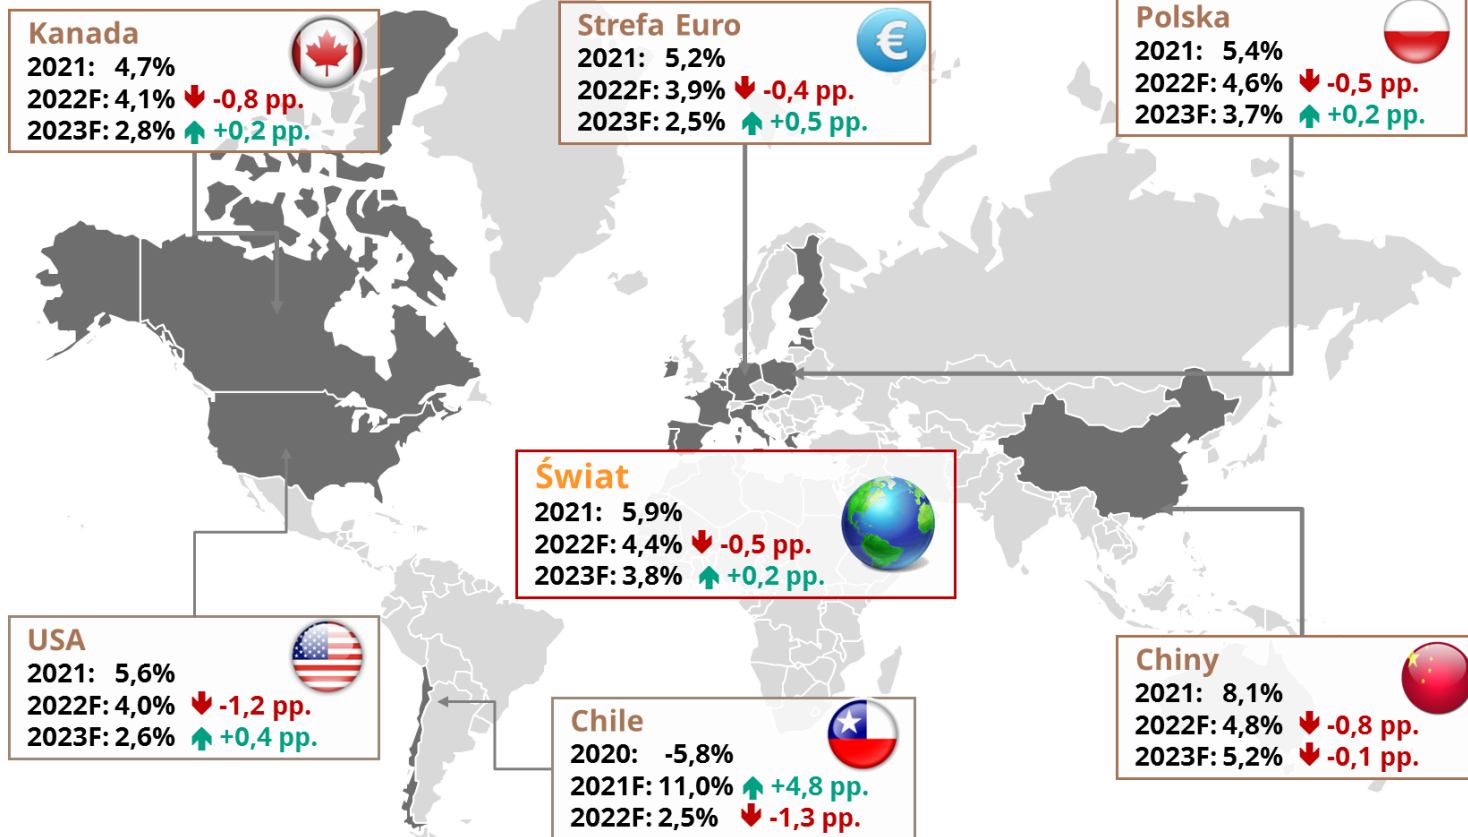 Kanada
2021: 4,7%
2022F: 4,1% -0,8 pp.
2023F: 2,8% +0,2 pp.
Strefa Euro
2021: 5,2%
2022F: 3,9% -0,4 pp.
2023F: 2,5% +0,5 pp.
€
Polska
2021: 5,4%
2022F: 4,6% -0,5 pp.
2023F: 3,7% +0,2 pp.
Świat
2021: 5,9%
2022F: 4,4% -0,5 pp.
2023F: 3,8% +0,2 pp.
USA
2021: 5,6%
2022F: 4,0% -1,2 pp.
2023F: 2,6% +0,4 pp.
Chile
2020: -5,8%
2021F: 11,0% +4,8 pp.
2022F: 2,5% -1,3 pp.
Chiny
2021: 8,1%
2022F: 4,8% -0,8 pp.
2023F: 5,2% -0,1 pp.